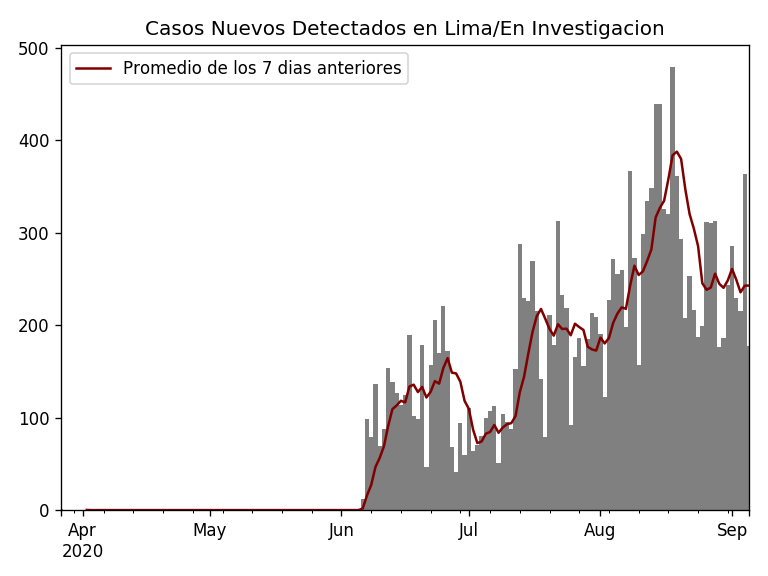 Casos Nuevos Detectados en Lima/En Investigacion
Promedio de los 7 dias anteriores
500
400
300
200
100
0
Apr May Jun Jul Aug Sep
2020